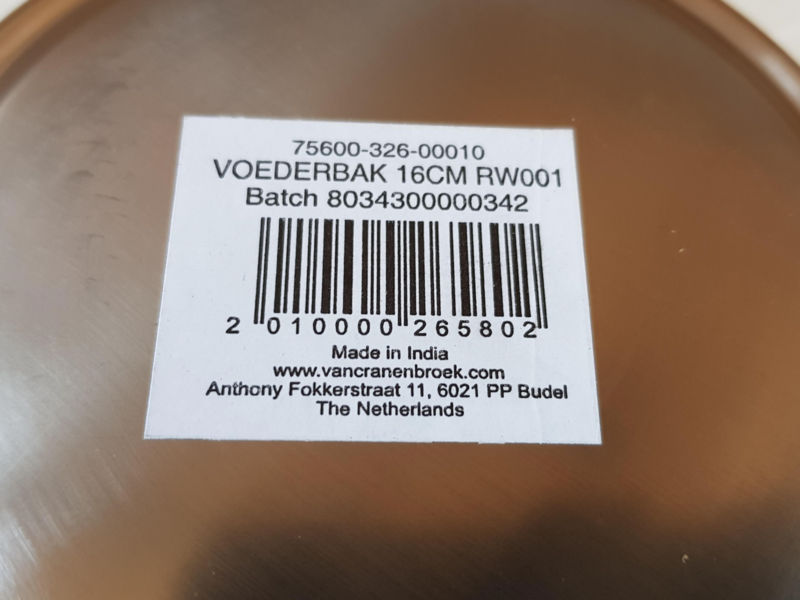 75600-326-00010
VOEDERBAK 16CM RW001
Batch 8034300000342
2 010000 265802
Made in India
www.vancranenbroek.com
Anthony Fokkerstraat 11, 6021 PP Budel
The Netherlands